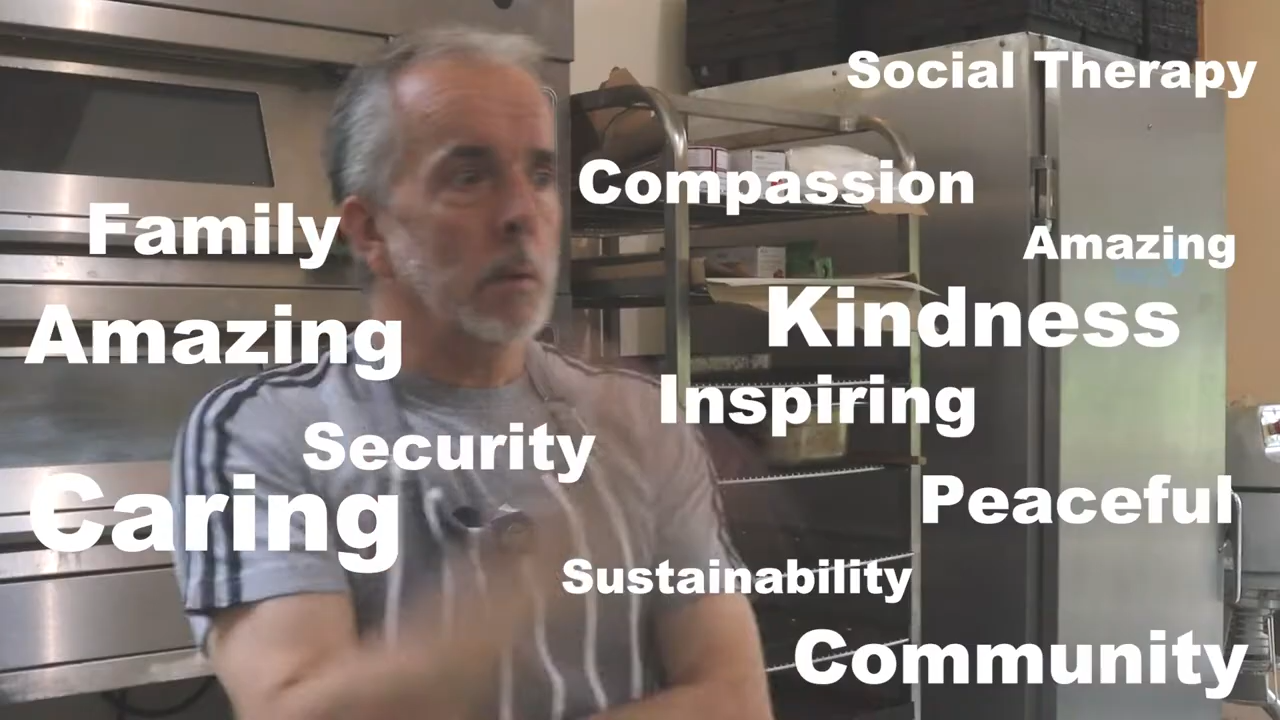 Social Therapy
Compassion
Family
Amazing
Kindness
Amazing
Inspiring
Security
Peaceful
Caring
Sustainability
Community